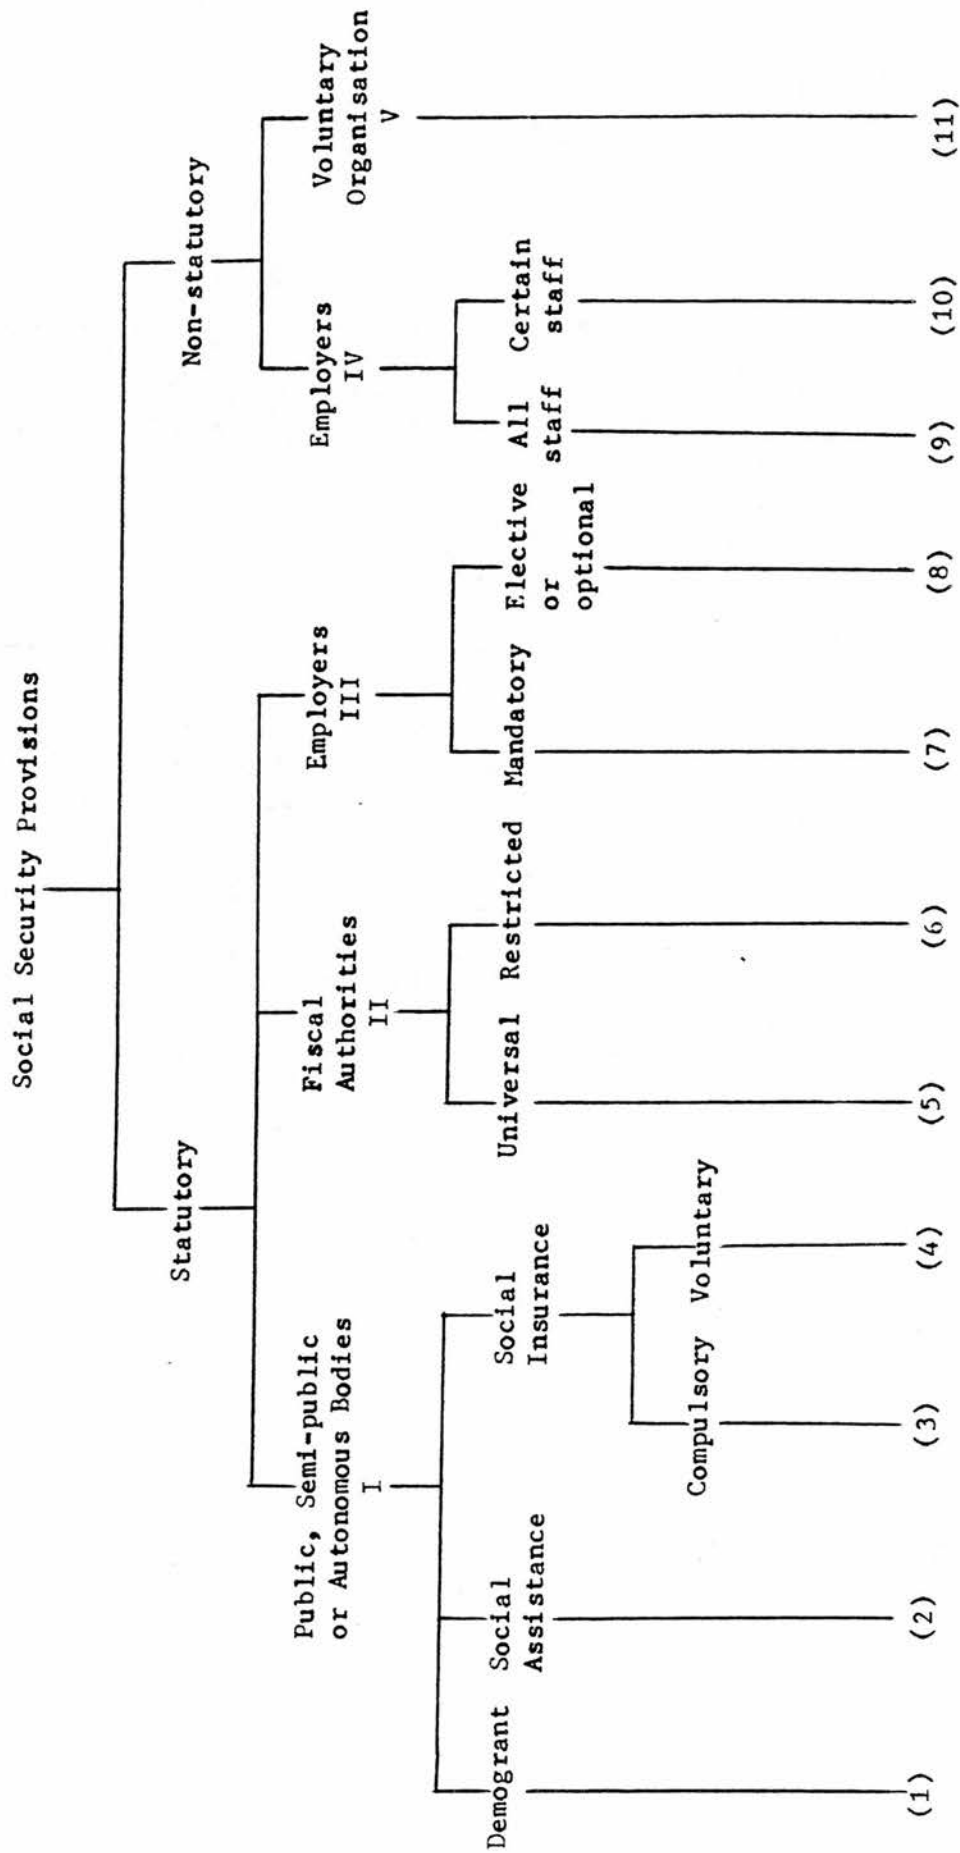 Social Security Provisions
Statutory
Non-statutory
Public, Semi-public
or Autonomous Bodies
I
Fiscal
Authorities
II
Employers
III
Employers
IV
Voluntary
Organisation
V
Demogrant
Social
Assistance
Social
Insurance
Universal
Restricted
Mandatory
Elective
or
optional
All
staff
Certain
staff
Compulsory
Voluntary
(1)
(2)
(3)
(4)
(5)
(6)
(7)
(8)
(9)
(10)
(11)